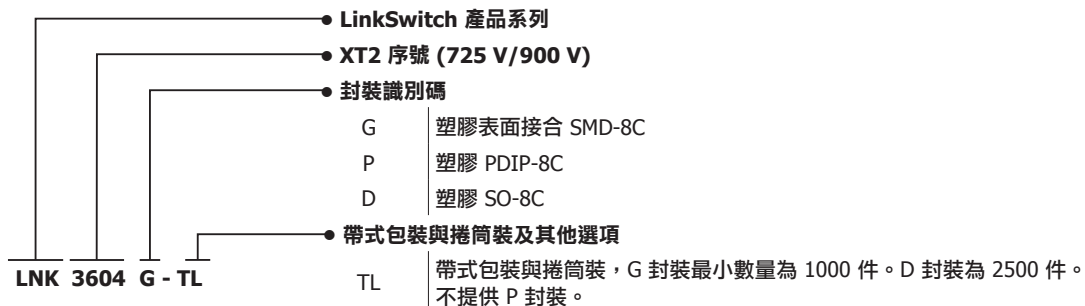 LinkSwitch 產品系列
XT2 序號 (725 V/900 V)
封裝識別碼
G 塑膠表面接合 SMD-8C
P 塑膠 PDIP-8C
D 塑膠 SO-8C
帶式包裝與捲筒裝及其他選項
LNK 3604 G - TL
TL 帶式包裝與捲筒裝，G 封裝最小數量為 1000 件。D 封裝為 2500 件。
不提供 P 封裝。